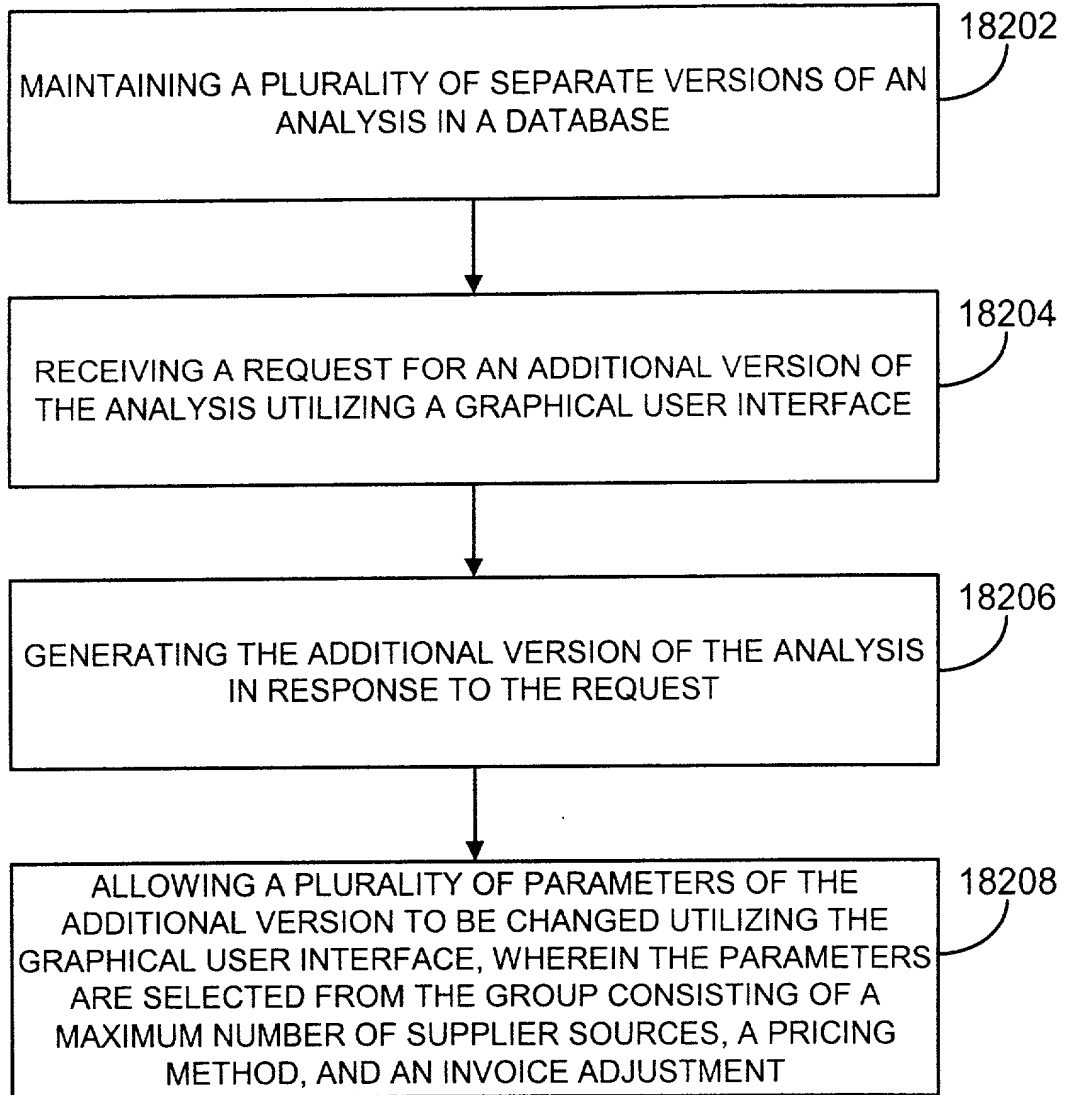 18202
MAINTAINING A PLURALITY OF SEPARATE VERSIONS OF AN
ANALYSIS IN A DATABASE
18204
RECEIVING A REQUEST FOR AN ADDITIONAL VERSION OF
THE ANALYSIS UTILIZING A GRAPHICAL USER INTERFACE
18206
GENERATING THE ADDITIONAL VERSION OF THE ANALYSIS
IN RESPONSE TO THE REQUEST
18208
ALLOWING A PLURALITY OF PARAMETERS OF THE
ADDITIONAL VERSION TO BE CHANGED UTILIZING THE
GRAPHICAL USER INTERFACE, WHEREIN THE PARAMETERS
ARE SELECTED FROM THE GROUP CONSISTING OF A
MAXIMUM NUMBER OF SUPPLIER SOURCES, A PRICING
METHOD, AND AN INVOICE ADJUSTMENT